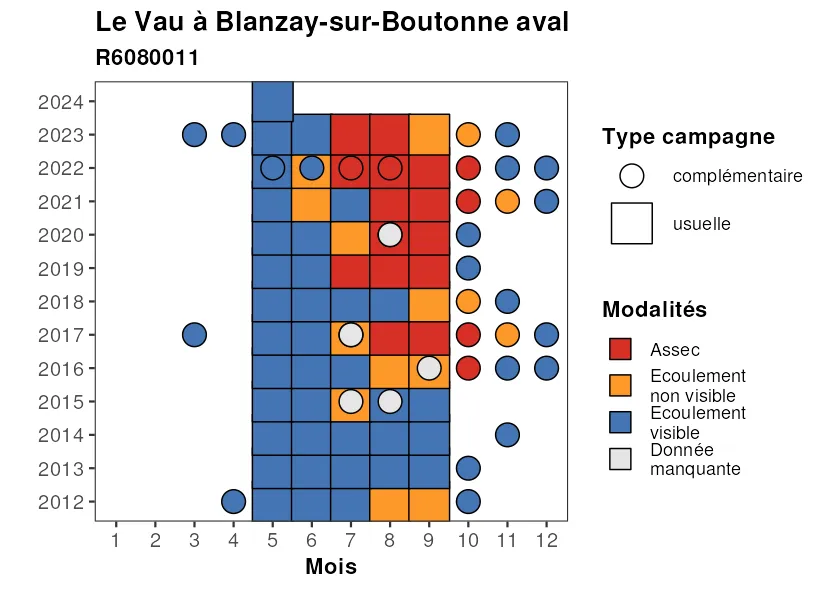 Le Vau à Blanzay-sur-Boutonne aval
R6080011
2024
2023
2022
2021
2020
2019
2018
2017
2016
2015
2014
2013
2012
1 2 3 4 5 6 7 8 9 10 11 12
Mois
Type campagne
complémentaire
usuelle
Modalités
Assec
Ecoulement
non visible
Ecoulement
visible
Donnée
manquante